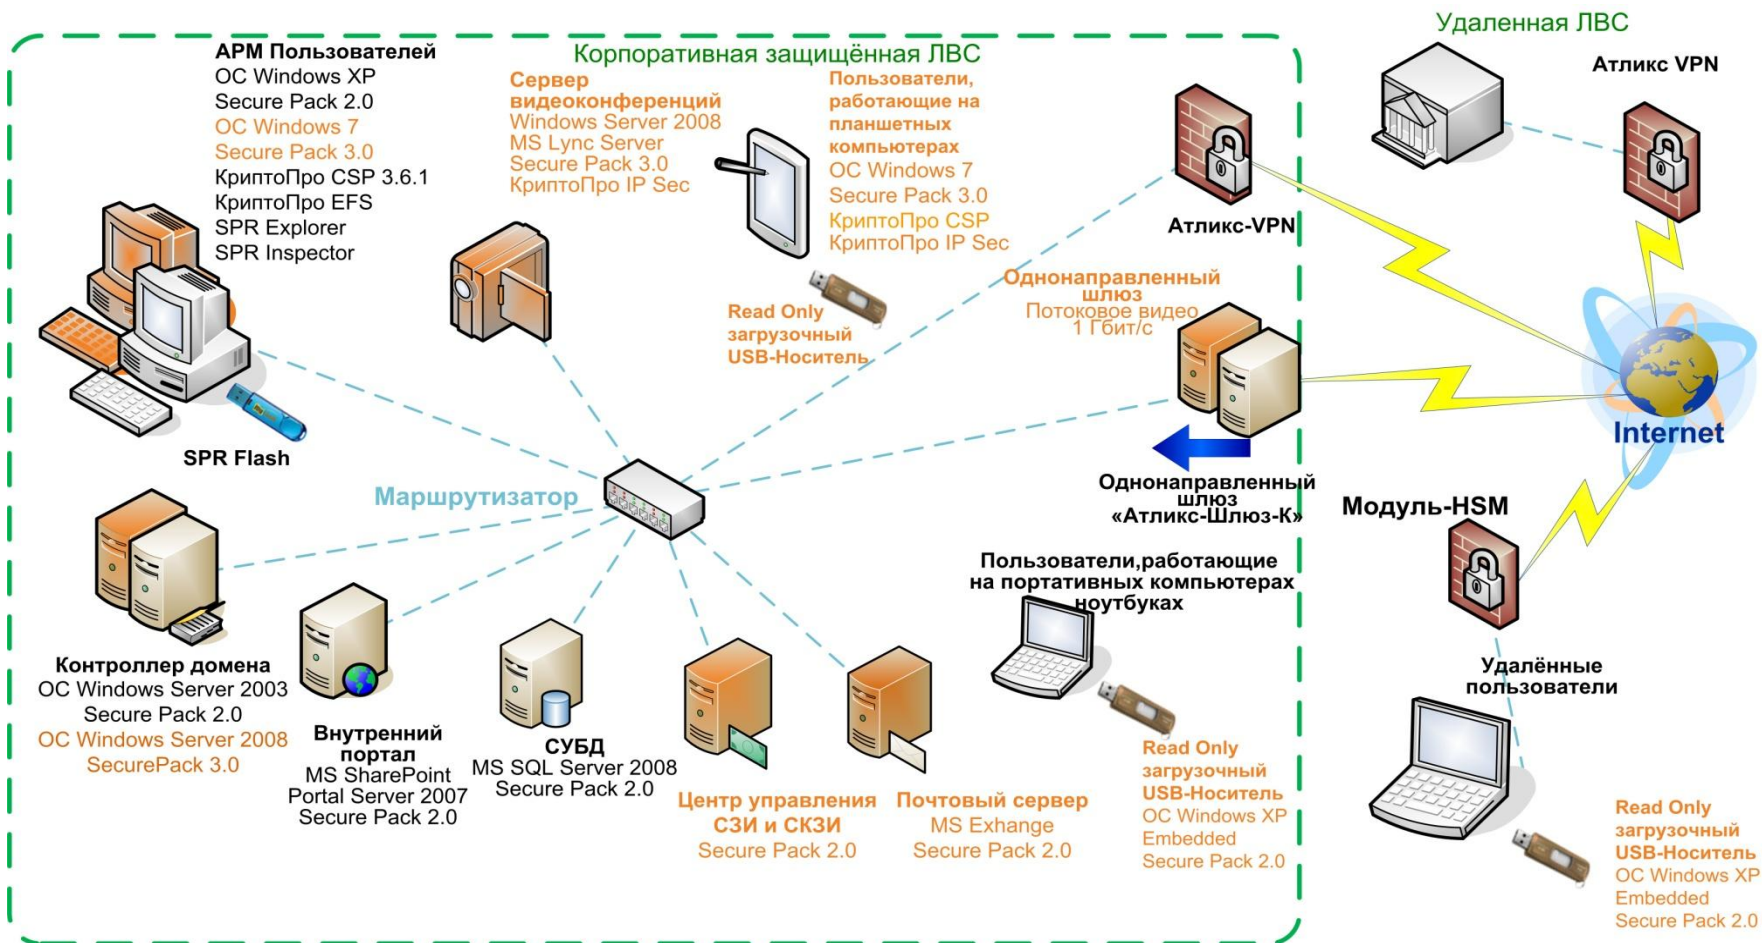 Удаленная ЛВС
Корпоративная защищённая ЛВС
АРМ Пользователей
ОС Windows XP
Secure Pack 2.0
ОС Windows 7
Secure Pack 3.0
КриптоПро CSP 3.6.1
КриптоПро EFS
SPR Explorer
SPR Inspector
SPR Flash
Сервер
видеоконференций
Windows Server 2008
MS Lync Server
Secure Pack 3.0
КриптоПро IP Sec
Пользователи,
работающие на
планшетных
компьютерах
ОС Windows 7
Secure Pack 3.0
КриптоПро CSP
КриптоПро IP Sec
Read Only
загрузочный
USB-Носитель
Атликс-VPN
Атликс VPN
Однонаправленный
шлюз
Потоковое видео
1 Гбит/с
Однонаправленный
шлюз
«Атликс-Шлюз-К»
Internet
Маршрутизатор
Модуль-HSM
Пользователи,работающие
на портативных компьютерах
ноутбуках
Read Only
загрузочный
USB-Носитель
ОС Windows XP
Embedded
Secure Pack 2.0
Удалённые
пользователи
Read Only
загрузочный
USB-Носитель
ОС Windows XP
Embedded
Secure Pack 2.0
Контроллер домена
ОС Windows Server 2003
Secure Pack 2.0
ОС Windows Server 2008
SecurePack 3.0
Внутренний
портал
MS SharePoint
Portal Server 2007
Secure Pack 2.0
СУБД
MS SQL Server 2008
Secure Pack 2.0
Центр управления
СЗИ и СКЗИ
Secure Pack 2.0
Почтовый сервер
MS Exhange
Secure Pack 2.0